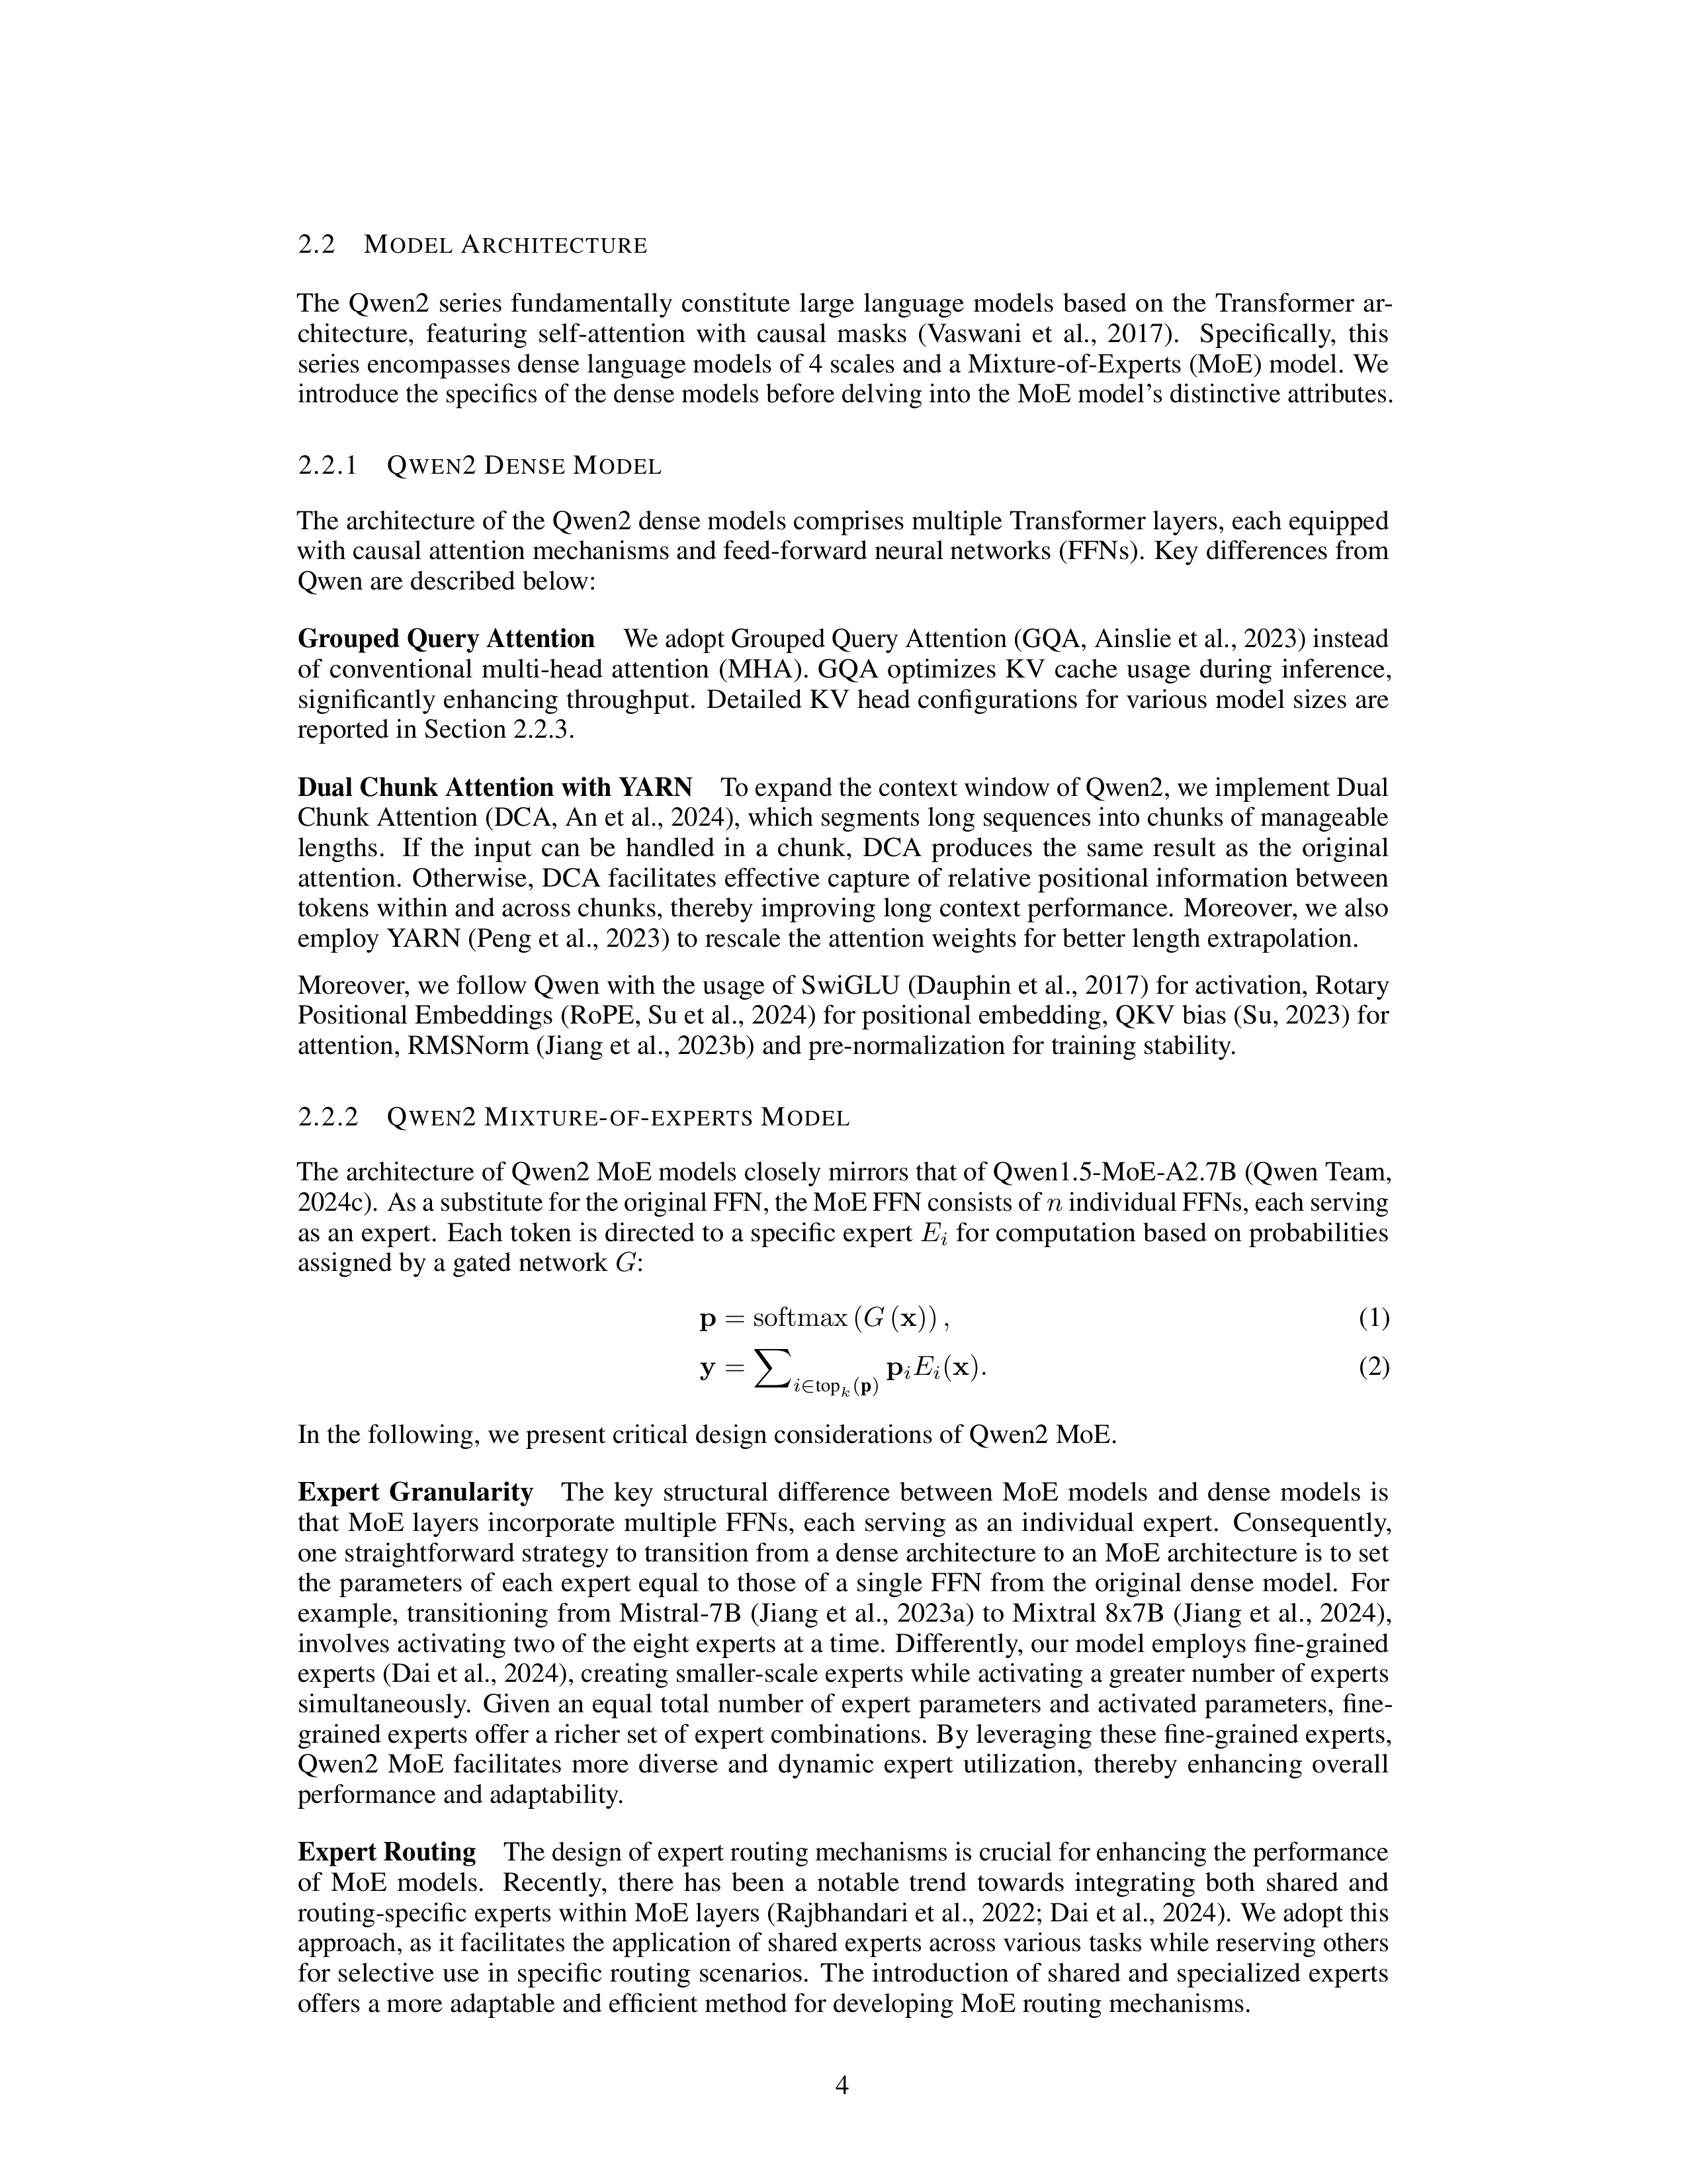 2.2 MODEL ARCHITECTURE
The Qwen2 series fundamentally constitute large language models based on the Transformer ar-
chitecture, featuring self-attention with causal masks (Vaswani et al., 2017). Specifically, this
series encompasses dense language models of 4 scales and a Mixture-of-Experts (MoE) model. We
introduce the specifics of the dense models before delving into the MoE model's distinctive attributes.
2.2.1 QWEN2 DENSE MODEL
The architecture of the Qwen2 dense models comprises multiple Transformer layers, each equipped
with causal attention mechanisms and feed-forward neural networks (FFNs). Key differences from
Qwen are described below:
Grouped Query Attention We adopt Grouped Query Attention (GQA, Ainslie et al., 2023) instead
of conventional multi-head attention (MHA). GQA optimizes KV cache usage during inference,
significantly enhancing throughput. Detailed KV head configurations for various model sizes are
reported in Section 2.2.3.
Dual Chunk Attention with YARN To expand the context window of Qwen2, we implement Dual
Chunk Attention (DCA, An et al., 2024), which segments long sequences into chunks of manageable
lengths. If the input can be handled in a chunk, DCA produces the same result as the original
attention. Otherwise, DCA facilitates effective capture of relative positional information between
tokens within and across chunks, thereby improving long context performance. Moreover, we also
employ YARN (Peng et al., 2023) to rescale the attention weights for better length extrapolation.
Moreover, we follow Qwen with the usage of SwiGLU (Dauphin et al., 2017) for activation, Rotary
Positional Embeddings (RoPE, Su et al., 2024) for positional embedding, QKV bias (Su, 2023) for
attention, RMSNorm (Jiang et al., 2023b) and pre-normalization for training stability.
2.2.2 QWEN2 MIXTURE-OF-EXPERTS MODEL
The architecture of Qwen2 MoE models closely mirrors that of Qwen1.5-MoE-A2.7B (Qwen Team,
2024c). As a substitute for the original FFN, the MoE FFN consists of n individual FFNs, each serving
as an expert. Each token is directed to a specific expert E_i for computation based on probabilities
assigned by a gated network G:
p = softmax (G (x)) , (1)
y = ∑_{i∈top_k(p)} p_i E_i(x). (2)
In the following, we present critical design considerations of Qwen2 MoE.
Expert Granularity The key structural difference between MoE models and dense models is
that MoE layers incorporate multiple FFNs, each serving as an individual expert. Consequently,
one straightforward strategy to transition from a dense architecture to an MoE architecture is to set
the parameters of each expert equal to those of a single FFN from the original dense model. For
example, transitioning from Mistral-7B (Jiang et al., 2023a) to Mixtral 8x7B (Jiang et al., 2024),
involves activating two of the eight experts at a time. Differently, our model employs fine-grained
experts (Dai et al., 2024), creating smaller-scale experts while activating a greater number of experts
simultaneously. Given an equal total number of expert parameters and activated parameters, fine-
grained experts offer a richer set of expert combinations. By leveraging these fine-grained experts,
Qwen2 MoE facilitates more diverse and dynamic expert utilization, thereby enhancing overall
performance and adaptability.
Expert Routing The design of expert routing mechanisms is crucial for enhancing the performance
of MoE models. Recently, there has been a notable trend towards integrating both shared and
routing-specific experts within MoE layers (Rajbhandari et al., 2022; Dai et al., 2024). We adopt this
approach, as it facilitates the application of shared experts across various tasks while reserving others
for selective use in specific routing scenarios. The introduction of shared and specialized experts
offers a more adaptable and efficient method for developing MoE routing mechanisms.
4